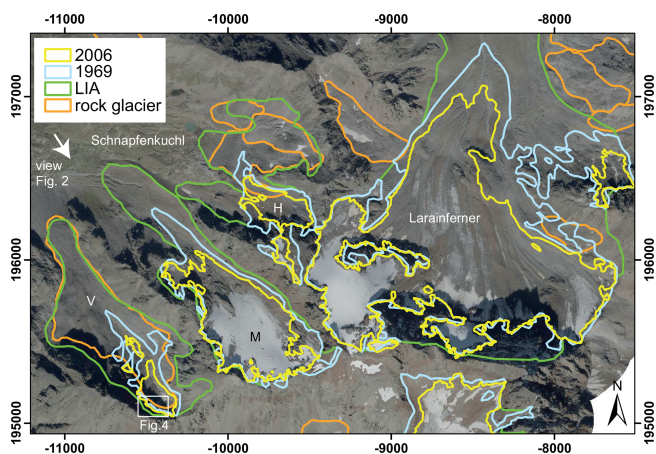 -11000 -10000 -9000 -8000
2006
1969
LIA
rock glacier
197000
197000
Schnapfenkuchl
view
Fig. 2
H
Larainferner
196000
196000
V
M
N
195000
195000
Fig.4
-11000 -10000 -9000 -8000